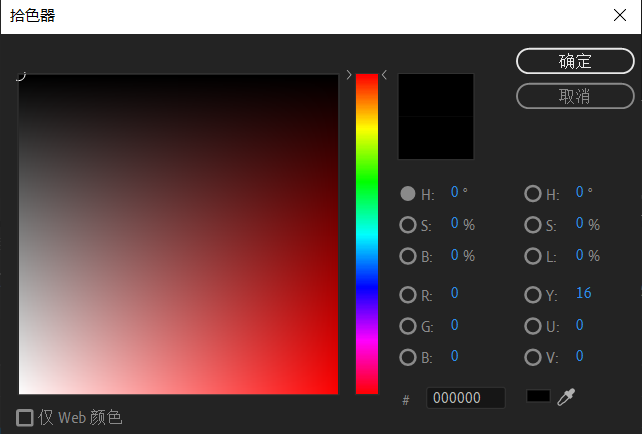 拾色器
确定
取消
H: 0 °
H: 0 °
S: 0 %
S: 0 %
B: 0 %
L: 0 %
R: 0
Y: 16
G: 0
U: 0
B: 0
V: 0
# 000000
仅 Web 颜色